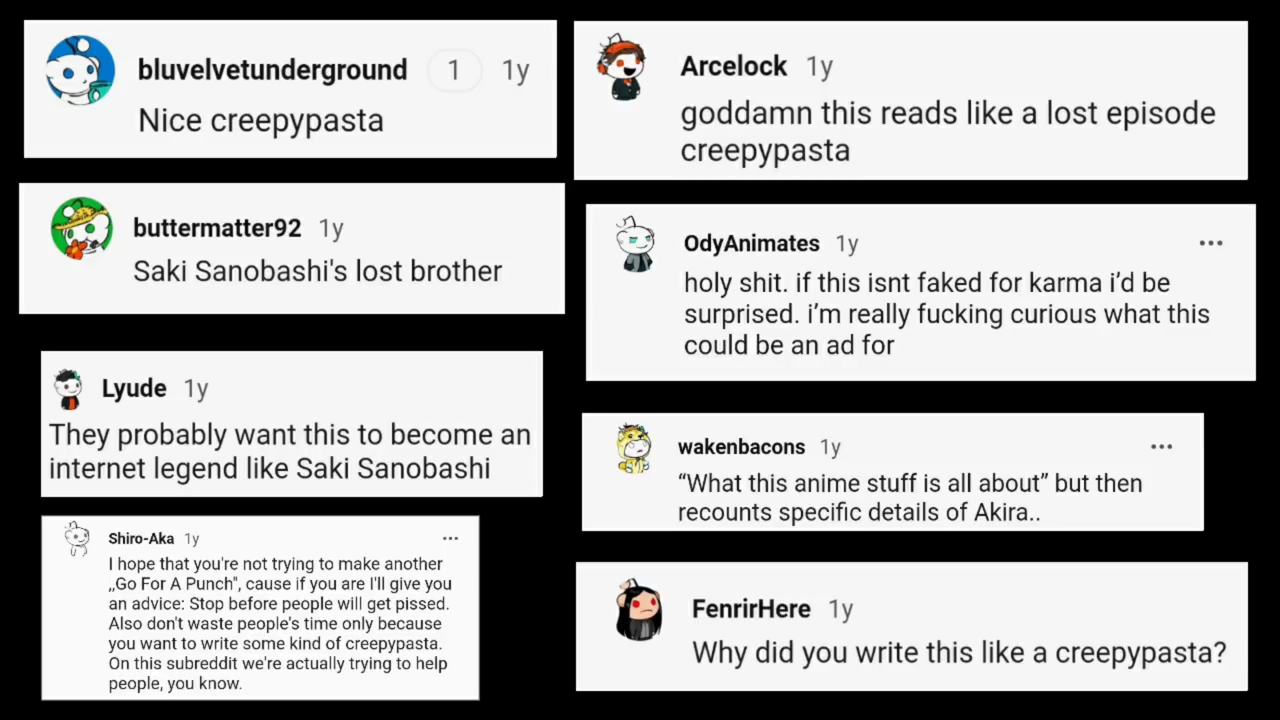 bluvelvetunderground 1 1y
Nice creepypasta
buttermatter92 1y
Saki Sanobashi's lost brother
Lyude 1y
They probably want this to become an
internet legend like Saki Sanobashi
Shiro-Aka 1y
I hope that you're not trying to make another
„Go For A Punch", cause if you are I'll give you
an advice: Stop before people will get pissed.
Also don't waste people's time only because
you want to write some kind of creepypasta.
On this subreddit we're actually trying to help
people, you know.
Arcelock 1y
goddamn this reads like a lost episode
creepypasta
OdyAnimates 1y
holy shit. if this isnt faked for karma i’d be
surprised. i’m really fucking curious what this
could be an ad for
wakenbacons 1y
“What this anime stuff is all about” but then
recounts specific details of Akira..
FenrirHere 1y
Why did you write this like a creepypasta?